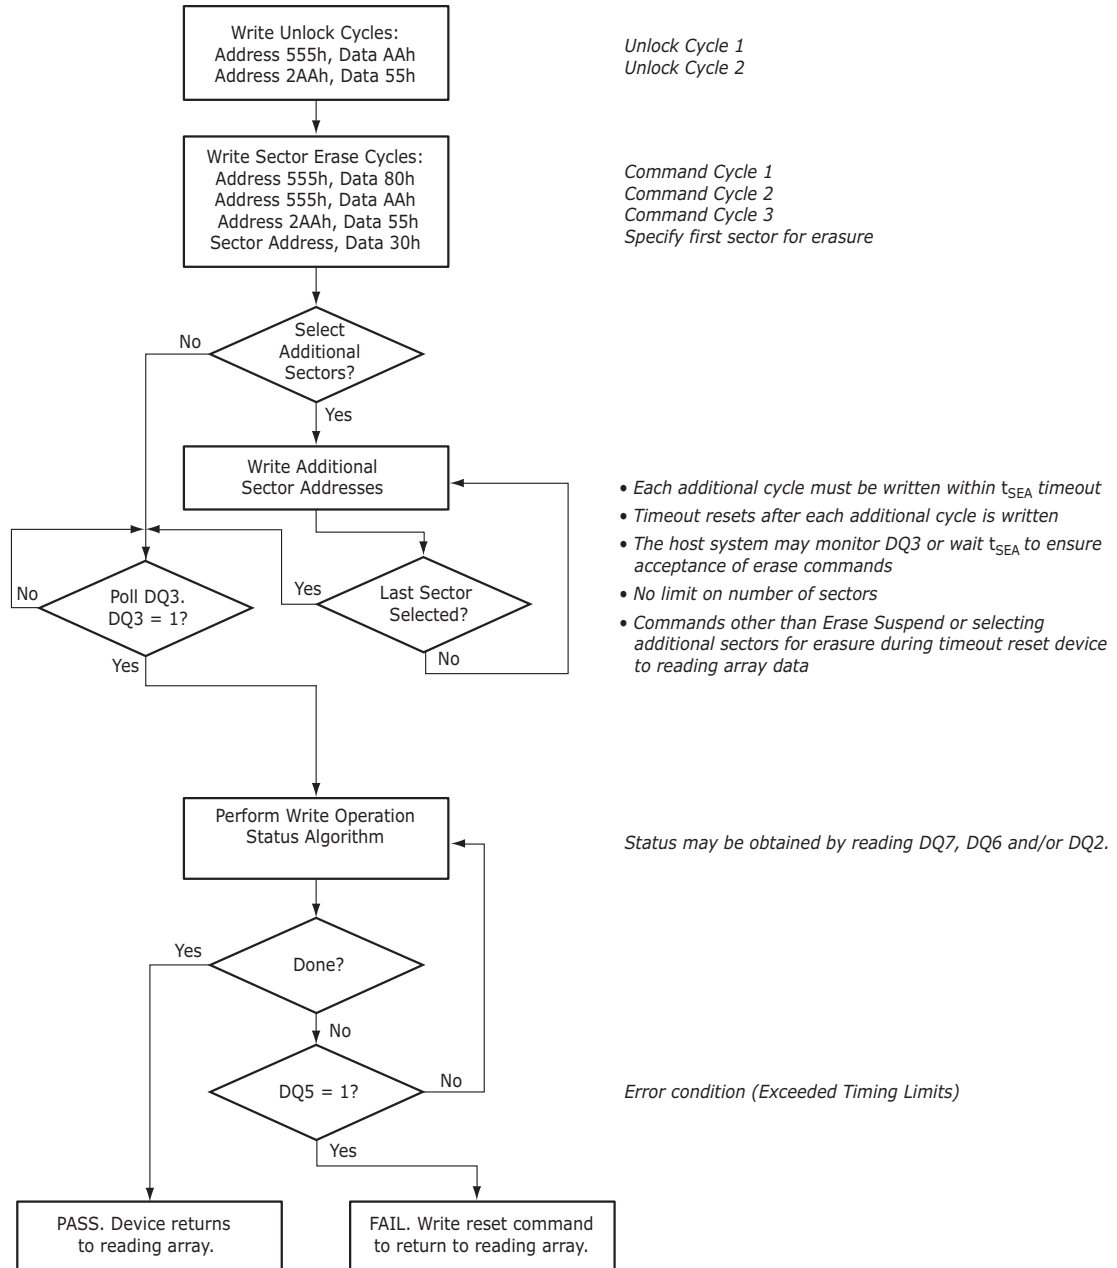 Write Unlock Cycles:
Address 555h, Data AAh
Address 2AAh, Data 55h
Unlock Cycle 1
Unlock Cycle 2
Write Sector Erase Cycles:
Address 555h, Data 80h
Address 555h, Data AAh
Address 2AAh, Data 55h
Sector Address, Data 30h
Command Cycle 1
Command Cycle 2
Command Cycle 3
Specify first sector for erasure
Select
Additional
Sectors?
No
Yes
Write Additional
Sector Addresses
• Each additional cycle must be written within tSEA timeout
• Timeout resets after each additional cycle is written
• The host system may monitor DQ3 or wait tSEA to ensure
acceptance of erase commands
• No limit on number of sectors
• Commands other than Erase Suspend or selecting
additional sectors for erasure during timeout reset device
to reading array data
No
Poll DQ3.
DQ3 = 1?
Yes
Yes
Last Sector
Selected?
No
Perform Write Operation
Status Algorithm
Status may be obtained by reading DQ7, DQ6 and/or DQ2.
Yes
Done?
No
DQ5 = 1?
No
Yes
Error condition (Exceeded Timing Limits)
PASS. Device returns
to reading array.
FAIL. Write reset command
to return to reading array.